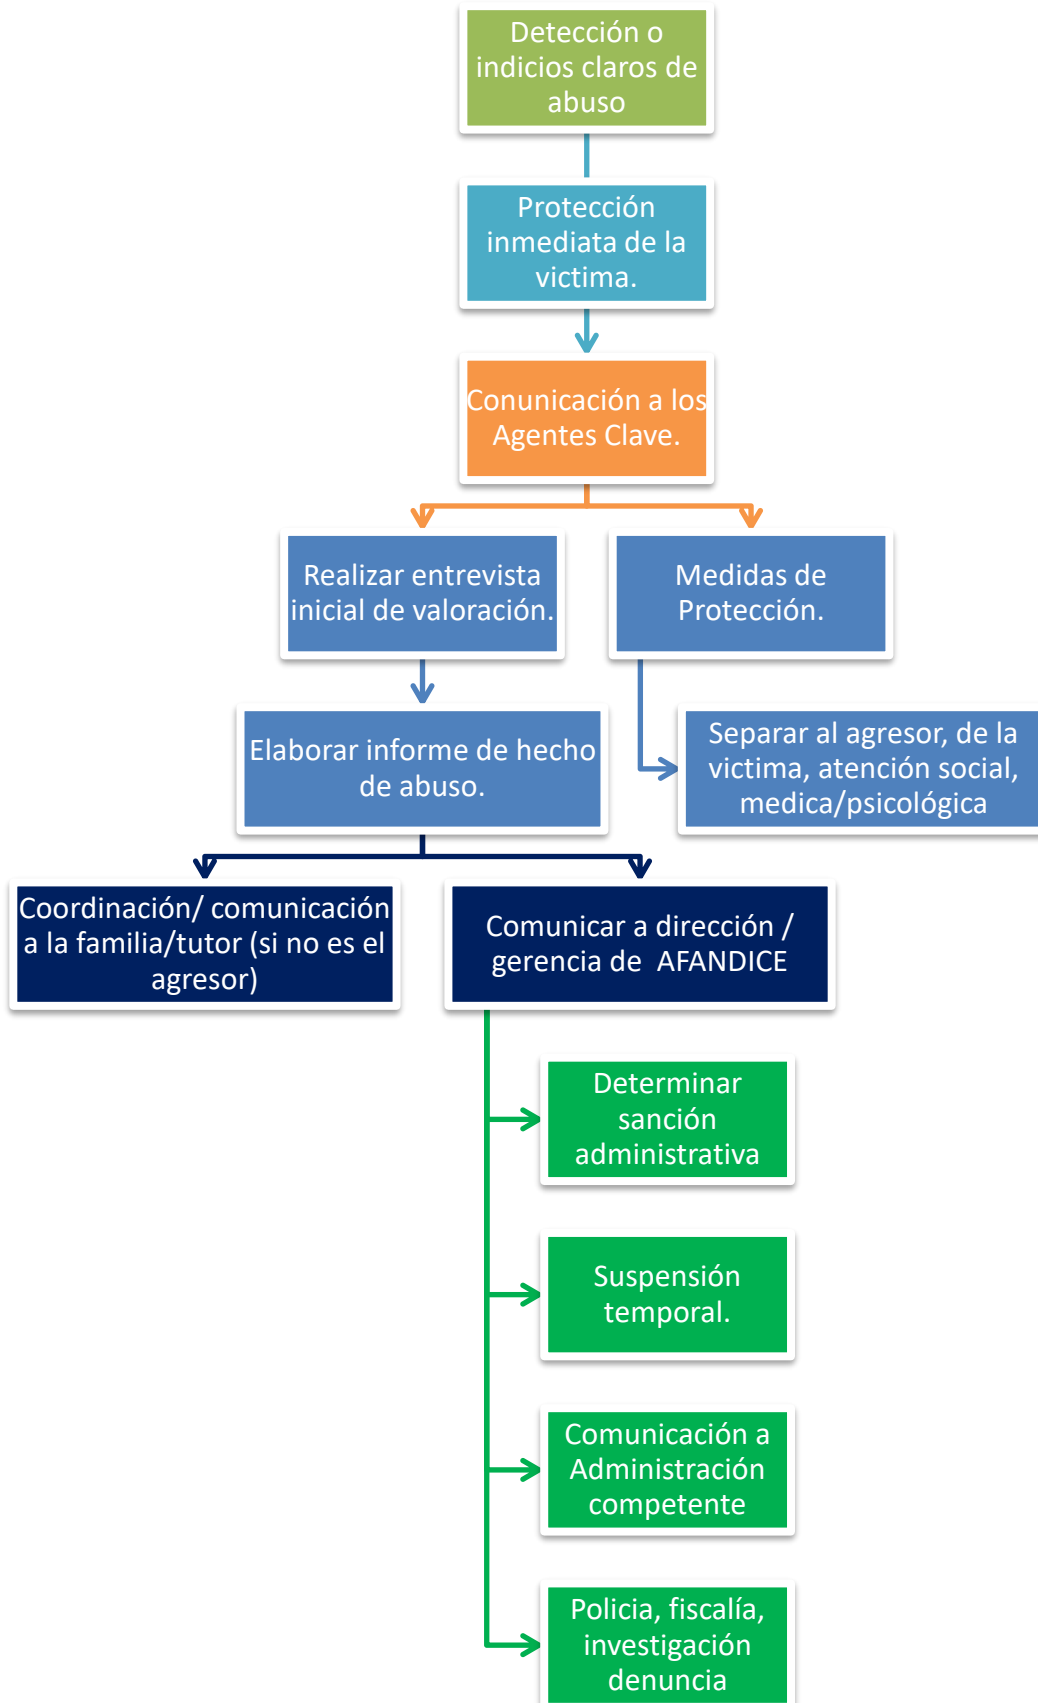 Detección o
indicios claros de
abuso
Protección
inmediata de la
victima.
Conunicación a los
Agentes Clave.
Realizar entrevista
inicial de valoración.
Medidas de
Protección.
Elaborar informe de hecho
de abuso.
Separar al agresor, de la
victima, atención social,
medica/psicológica
Coordinación/ comunicación
a la familia/tutor (si no es el
agresor)
Comunicar a dirección /
gerencia de AFANDICE
Determinar
sanción
administrativa
Suspensión
temporal.
Comunicación a
Administración
competente
Policia, fiscalía,
investigación
denuncia